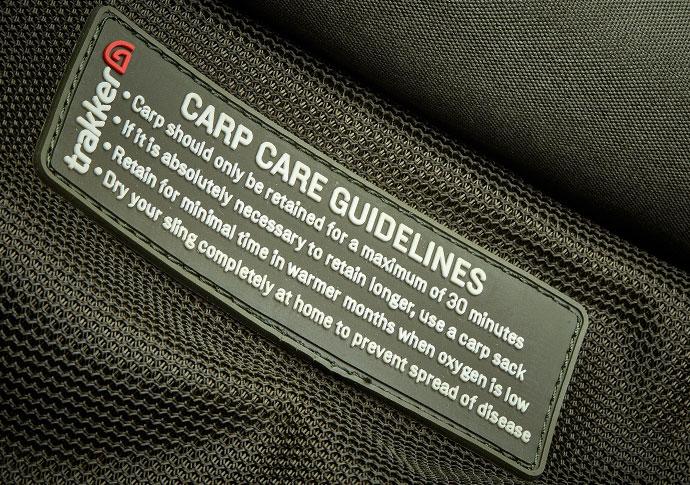 trakker
CARP CARE GUIDELINES
• Carp should only be retained for a maximum of 30 minutes
• If it is absolutely necessary to retain longer, use a carp sack
• Retain for minimal time in warmer months when oxygen is low
• Dry your sling completely at home to prevent spread of disease